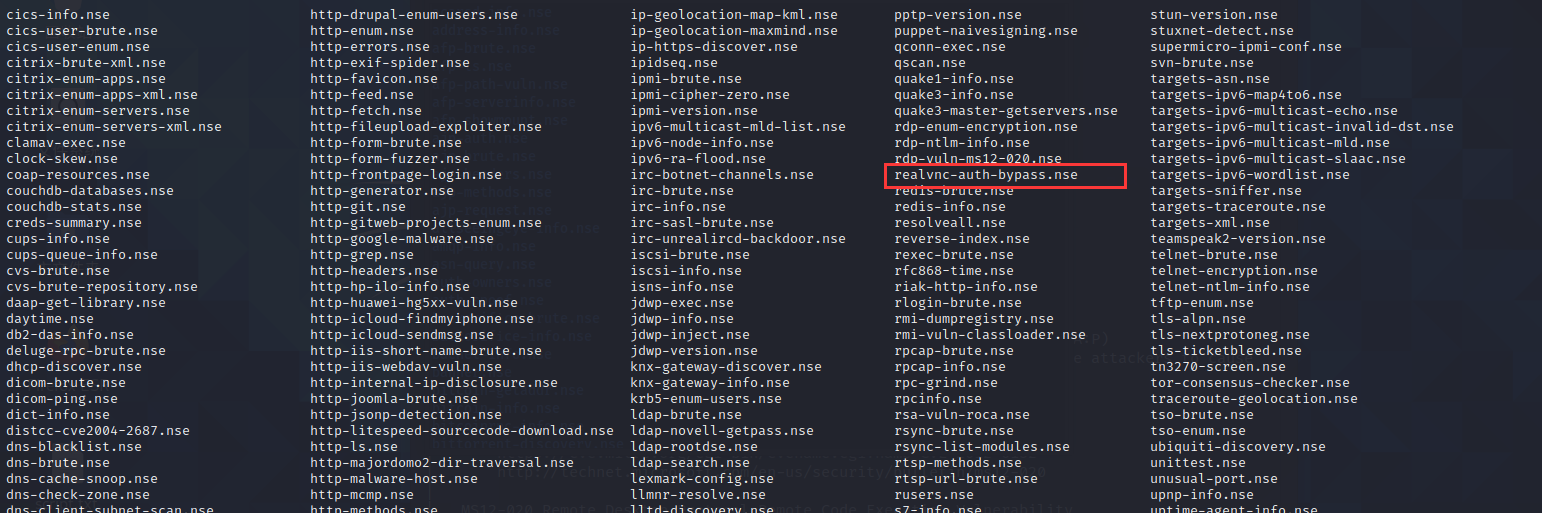 cics-info.nse http-drupal-enum-users.nse ip-geolocation-map-kml.nse pptp-version.nse stun-version.nse
cics-user-brute.nse http-enum.nse ip-geolocation-maxmind.nse puppet-naivesigning.nse stuxnet-detect.nse
cics-user-enum.nse http-errors.nse ip-https-discover.nse qconn-exec.nse supermicro-ipmi-conf.nse
citrix-brute-xml.nse http-exif-spider.nse ipidseq.nse qscan.nse svn-brute.nse
citrix-enum-apps.nse http-favicon.nse ipmi-brute.nse quake1-info.nse targets-asn.nse
citrix-enum-apps-xml.nse http-feed.nse ipmi-cipher-zero.nse quake3-info.nse targets-ipv6-map4to6.nse
citrix-enum-servers.nse http-fetch.nse ipmi-version.nse quake3-master-getservers.nse targets-ipv6-multicast-echo.nse
citrix-enum-servers-xml.nse http-fileupload-exploiter.nse ipv6-multicast-mld-list.nse rdp-enum-encryption.nse targets-ipv6-multicast-invalid-dst.nse
clamav-exec.nse http-form-brute.nse ipv6-node-info.nse rdp-ntlm-info.nse targets-ipv6-multicast-mld.nse
clock-skew.nse http-form-fuzzer.nse ipv6-ra-flood.nse rdp-vuln-ms12-020.nse targets-ipv6-multicast-slaac.nse
coap-resources.nse http-frontpage-login.nse irc-botnet-channels.nse realvnc-auth-bypass.nse targets-ipv6-wordlist.nse
couchdb-databases.nse http-generator.nse irc-brute.nse redis-brute.nse targets-sniffer.nse
couchdb-stats.nse http-git.nse irc-info.nse redis-info.nse targets-traceroute.nse
creds-summary.nse http-gitweb-projects-enum.nse irc-sasl-brute.nse resolveall.nse targets-xml.nse
cups-info.nse http-google-malware.nse irc-unrealircd-backdoor.nse reverse-index.nse teamspeak2-version.nse
cups-queue-info.nse http-grep.nse iscsi-brute.nse rexec-brute.nse telnet-brute.nse
cvs-brute.nse http-headers.nse iscsi-info.nse rfc868-time.nse telnet-encryption.nse
cvs-brute-repository.nse http-hp-ilo-info.nse isns-info.nse riak-http-info.nse telnet-ntlm-info.nse
daap-get-library.nse http-huawei-hg5xx-vuln.nse jdwp-exec.nse rlogin-brute.nse tftp-enum.nse
daytime.nse http-icloud-findmyiphone.nse jdwp-info.nse rmi-dumpregistry.nse tls-alpn.nse
db2-das-info.nse http-icloud-sendmsg.nse jdwp-inject.nse rmi-vuln-classloader.nse tls-nextprotoneg.nse
deluge-rpc-brute.nse http-iis-short-name-brute.nse jdwp-version.nse rpcap-brute.nse tls-ticketbleed.nse
dhcp-discover.nse http-iis-webdav-vuln.nse knx-gateway-discover.nse rpcap-info.nse tn3270-screen.nse
dicom-brute.nse http-internal-ip-disclosure.nse knx-gateway-info.nse rpc-grind.nse tor-consensus-checker.nse
dicom-ping.nse http-joomla-brute.nse krb5-enum-users.nse rpcinfo.nse traceroute-geolocation.nse
dict-info.nse http-jsonp-detection.nse ldap-brute.nse rsa-vuln-roca.nse tso-brute.nse
distcc-cve2004-2687.nse http-litespeed-sourcecode-download.nse ldap-novell-getpass.nse rsync-brute.nse tso-enum.nse
dns-blacklist.nse http-ls.nse ldap-rootdse.nse rsync-list-modules.nse ubiquiti-discovery.nse
dns-brute.nse http-majordomo2-dir-traversal.nse ldap-search.nse rtsp-methods.nse unittest.nse
dns-cache-snoop.nse http-malware-host.nse lexmark-config.nse rtsp-url-brute.nse unusual-port.nse
dns-check-zone.nse http-mcmp.nse llmnr-resolve.nse rusers.nse upnp-info.nse
dns-client-subnet-scan.nse http-methods.nse lltd-discovery.nse s7-info.nse uptime-agent-info.nse